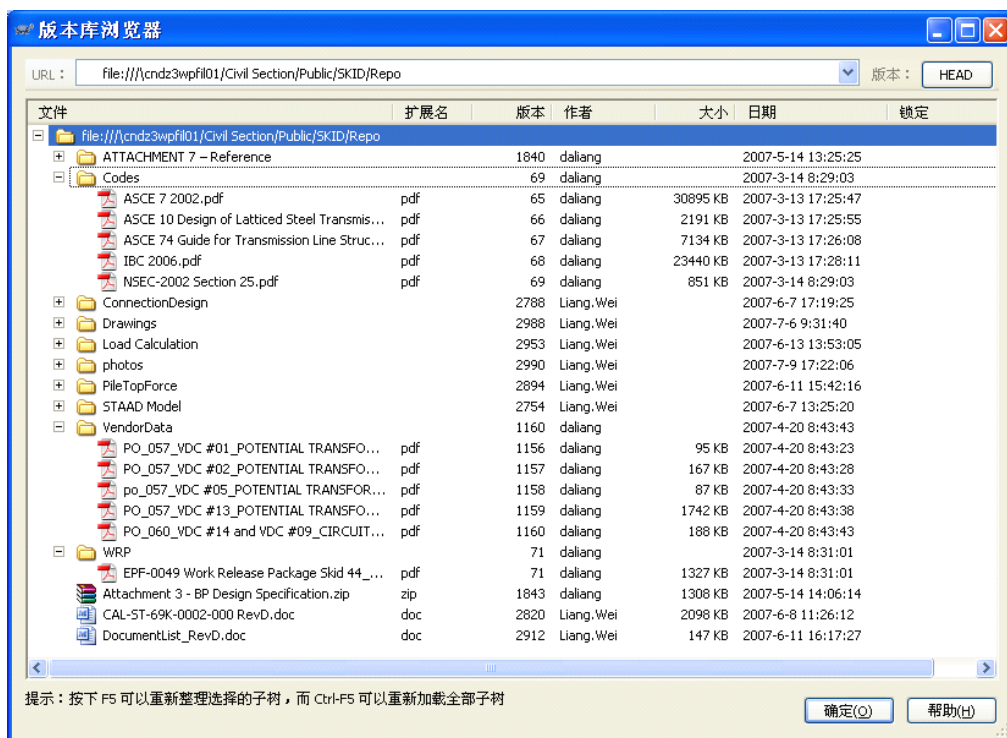 版本库浏览器
URL： file:///\cndz3wpfil01/Civil Section/Public/SKID/Repo 版本： HEAD
文件 扩展名 版本 作者 大小 日期 锁定
file:///\cndz3wpfil01/Civil Section/Public/SKID/Repo
ATTACHMENT 7 – Reference 1840 daliang 2007-5-14 13:25:25
Codes 69 daliang 2007-3-14 8:29:03
ASCE 7 2002.pdf pdf 65 daliang 30895 KB 2007-3-13 17:25:47
ASCE 10 Design of Latticed Steel Transmis... pdf 66 daliang 2191 KB 2007-3-13 17:25:55
ASCE 74 Guide for Transmission Line Struc... pdf 67 daliang 7134 KB 2007-3-13 17:26:08
IBC 2006.pdf pdf 68 daliang 23440 KB 2007-3-13 17:28:11
NSEC-2002 Section 25.pdf pdf 69 daliang 851 KB 2007-3-14 8:29:03
ConnectionDesign 2788 Liang.Wei 2007-6-7 17:19:25
Drawings 2988 Liang.Wei 2007-7-6 9:31:40
Load Calculation 2953 Liang.Wei 2007-6-13 13:53:05
photos 2990 Liang.Wei 2007-7-9 17:22:06
PileTopForce 2894 Liang.Wei 2007-6-11 15:42:16
STAAD Model 2754 Liang.Wei 2007-6-7 13:25:20
VendorData 1160 daliang 2007-4-20 8:43:43
PO_057_VDC #01_POTENTIAL TRANSFO... pdf 1156 daliang 95 KB 2007-4-20 8:43:23
PO_057_VDC #02_POTENTIAL TRANSFO... pdf 1157 daliang 167 KB 2007-4-20 8:43:28
po_057_VDC #05_POTENTIAL TRANSFOR... pdf 1158 daliang 87 KB 2007-4-20 8:43:33
PO_057_VDC #13_POTENTIAL TRANSFO... pdf 1159 daliang 1742 KB 2007-4-20 8:43:38
PO_060_VDC #14 and VDC #09_CIRCUIT... pdf 1160 daliang 188 KB 2007-4-20 8:43:43
WRP 71 daliang 2007-3-14 8:31:01
EPF-0049 Work Release Package Skid 44_... pdf 71 daliang 1327 KB 2007-3-14 8:31:01
Attachment 3 - BP Design Specification.zip zip 1843 daliang 1308 KB 2007-5-14 14:06:14
CAL-ST-69K-0002-000 RevD.doc doc 2820 Liang.Wei 2098 KB 2007-6-8 11:26:12
DocumentList_RevD.doc doc 2912 Liang.Wei 147 KB 2007-6-11 16:17:27
提示：按下 F5 可以重新整理选择的子树，而 Ctrl-F5 可以重新加载全部子树
确定(O) 帮助(H)